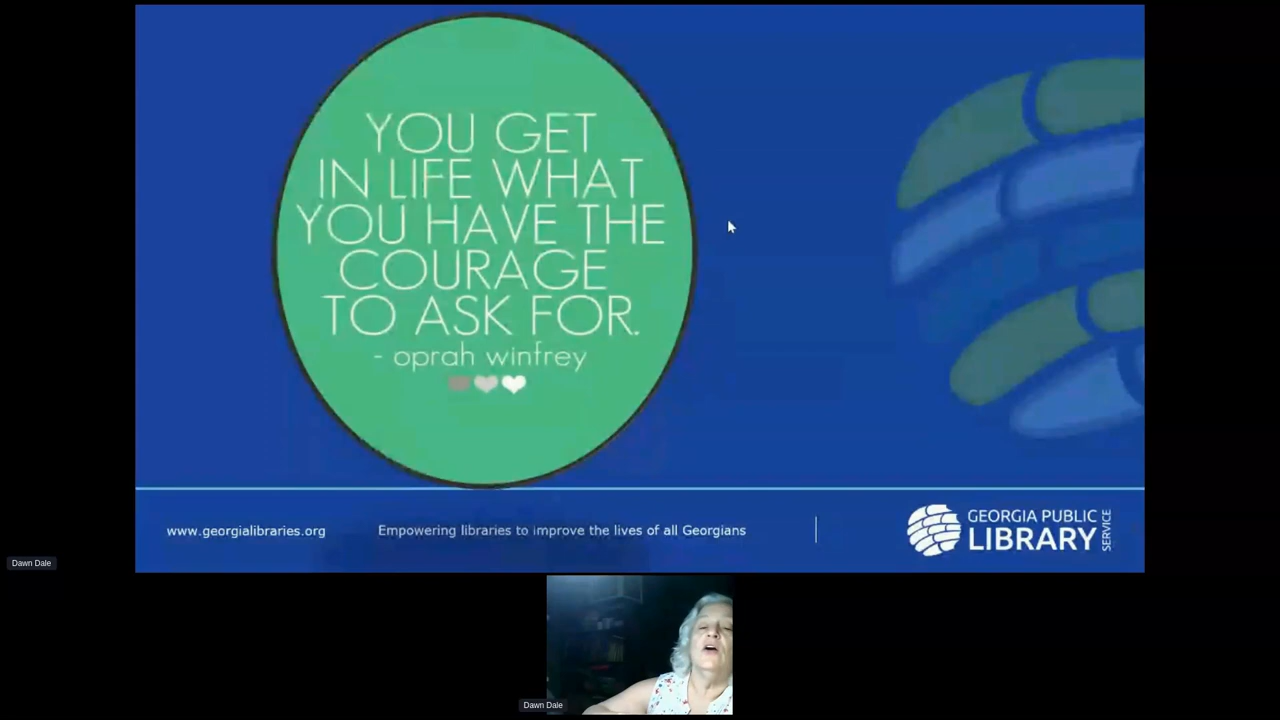 YOU GET
IN LIFE WHAT
YOU HAVE THE
COURAGE
TO ASK FOR.
- oprah winfrey
www.georgialibraries.org
Empowering libraries to improve the lives of all Georgians
GEORGIA PUBLIC
LIBRARY
SERVICE
Dawn Dale
Dawn Dale